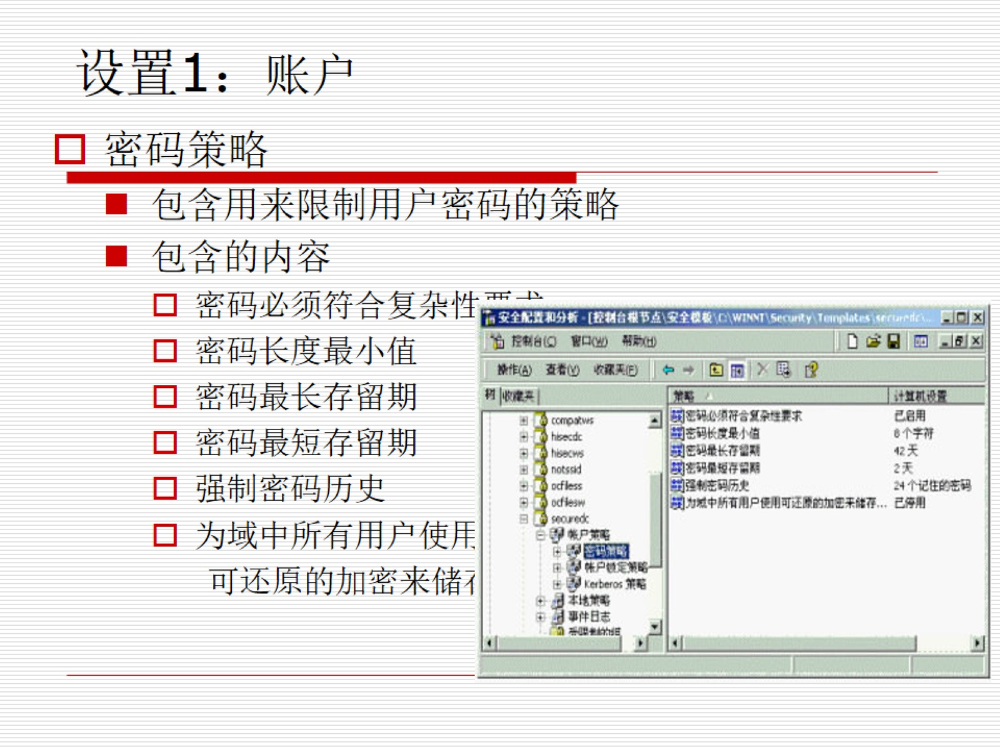 设置1：账户
密码策略
包含用来限制用户密码的策略
包含的内容
密码必须符合复杂性要求
密码长度最小值
密码最长存留期
密码最短存留期
强制密码历史
为域中所有用户使用
可还原的加密来储存
安全配置和分析 - [控制台根节点\安全模板\C:\WINNT\Security\Templates\securedc\...
控制台(C) 窗口(W) 帮助(H)
操作(A) 查看(V) 收藏夹(F)
树 收藏夹
compatws
hisecdc
hisecws
notssid
ocfiless
ocfilesw
securedc
帐户策略
密码策略
帐户锁定策略
Kerberos 策略
本地策略
事件日志
受限制的组
策略 计算机设置
密码必须符合复杂性要求 已启用
密码长度最小值 8 个字符
密码最长存留期 42 天
密码最短存留期 2 天
强制密码历史 24 个记住的密码
为域中所有用户使用可还原的加密来储存... 已停用